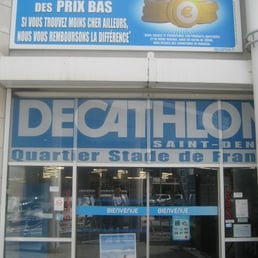 DES PRIX BAS
SI VOUS TROUVEZ MOINS CHER AILLEURS,
NOUS VOUS REMBOURSONS LA DIFFÉRENCE*
DECATHLON
SAINT-DEN
Quartier Stade de Fran
BIENVENUE BIENVENUE